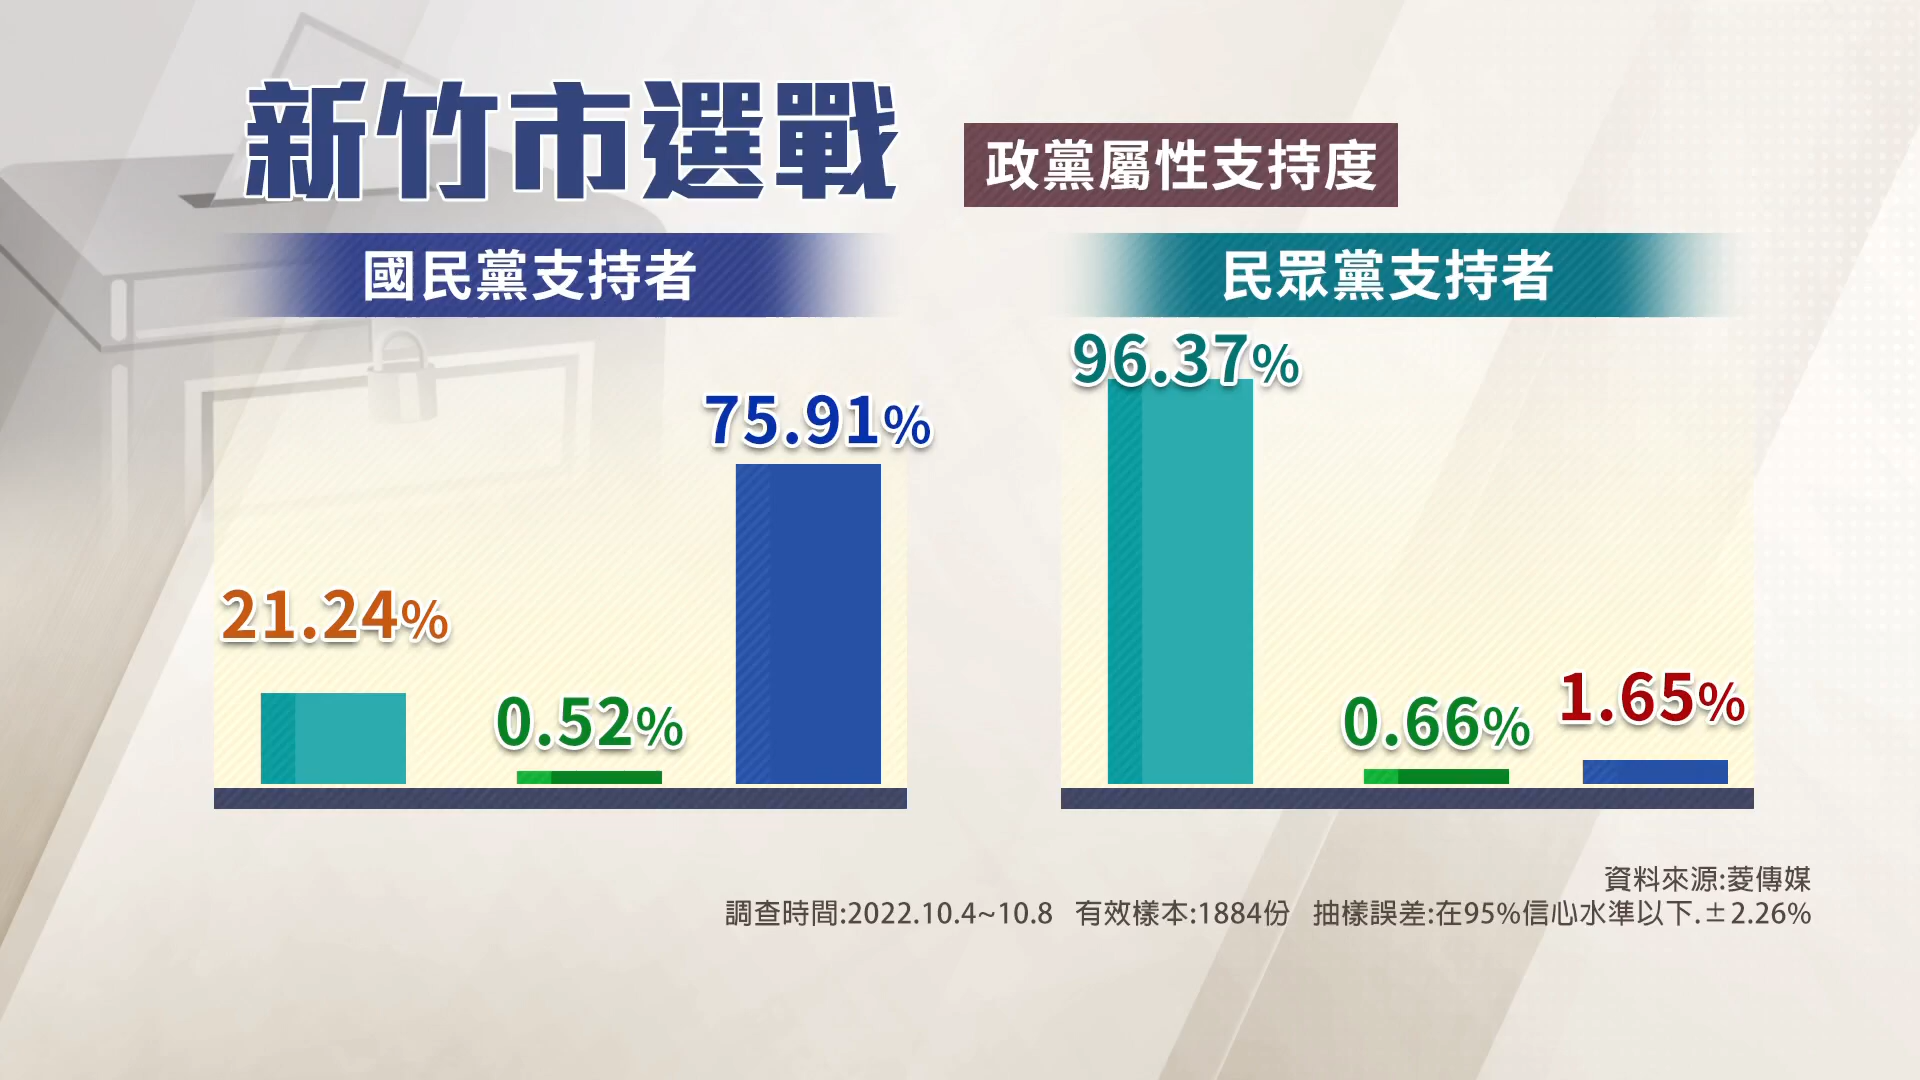 新竹市選戰
政黨屬性支持度
國民黨支持者
21.24%
0.52%
75.91%
民眾黨支持者
96.37%
0.66%
1.65%
資料來源:菱傳媒
調查時間:2022.10.4~10.8 有效樣本:1884份 抽樣誤差:在95%信心水準以下.±2.26%